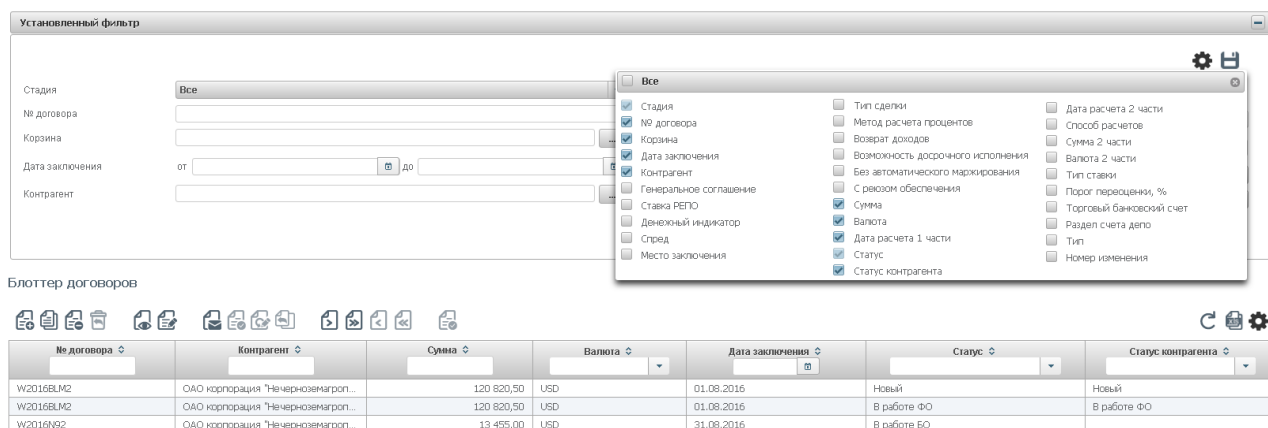 Установленный фильтр
Стадия
Все
№ договора
Корзина
...
Дата заключения
от
до
Контрагент
...
Все
Стадия
№ договора
Корзина
Дата заключения
Контрагент
Генеральное соглашение
Ставка РЕПО
Денежный индикатор
Спред
Место заключения
Тип сделки
Метод расчета процентов
Возврат доходов
Возможность досрочного исполнения
Без автоматического маржирования
С реюзом обеспечения
Сумма
Валюта
Дата расчета 1 части
Статус
Статус контрагента
Дата расчета 2 части
Способ расчетов
Сумма 2 части
Валюта 2 части
Тип ставки
Порог переоценки, %
Торговый банковский счет
Раздел счета депо
Тип
Номер изменения
Блоттер договоров
№ договора Контрагент Сумма Валюта Дата заключения Статус Статус контрагента
W2016BLM2 ОАО корпорация "Нечерноземагроп... 120 820,50 USD 01.08.2016 Новый Новый
W2016BLM2 ОАО корпорация "Нечерноземагроп... 120 820,50 USD 01.08.2016 В работе ФО В работе ФО
W2016N92 ОАО корпорация "Нечерноземагроп... 13 455,00 USD 31.08.2016 В работе БО